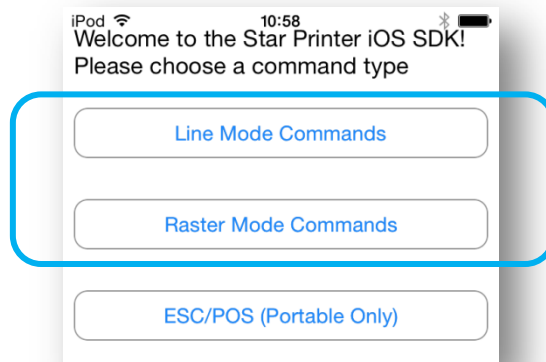 iPod 10:58
Welcome to the Star Printer iOS SDK!
Please choose a command type
Line Mode Commands
Raster Mode Commands
ESC/POS (Portable Only)